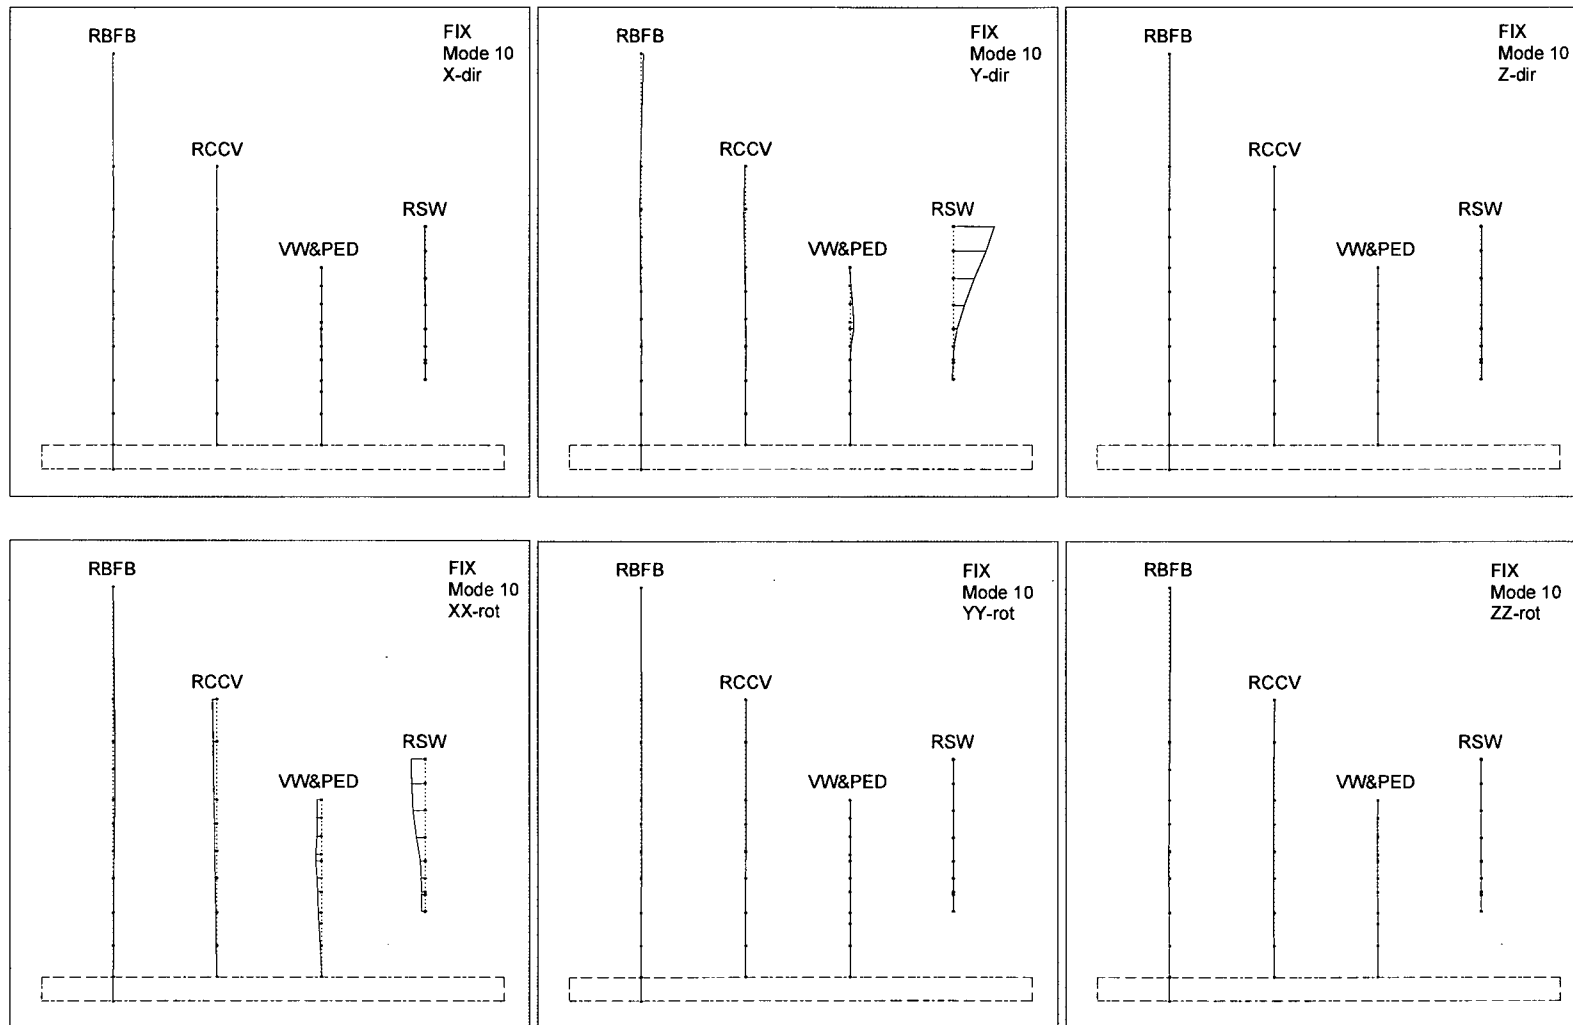 RBFB
FIX
Mode 10
X-dir
RCCV
RSW
VW&PED
RBFB
FIX
Mode 10
Y-dir
RCCV
RSW
VW&PED
RBFB
FIX
Mode 10
Z-dir
RCCV
RSW
VW&PED
RBFB
FIX
Mode 10
XX-rot
RCCV
RSW
VW&PED
RBFB
FIX
Mode 10
YY-rot
RCCV
RSW
VW&PED
RBFB
FIX
Mode 10
ZZ-rot
RCCV
RSW
VW&PED